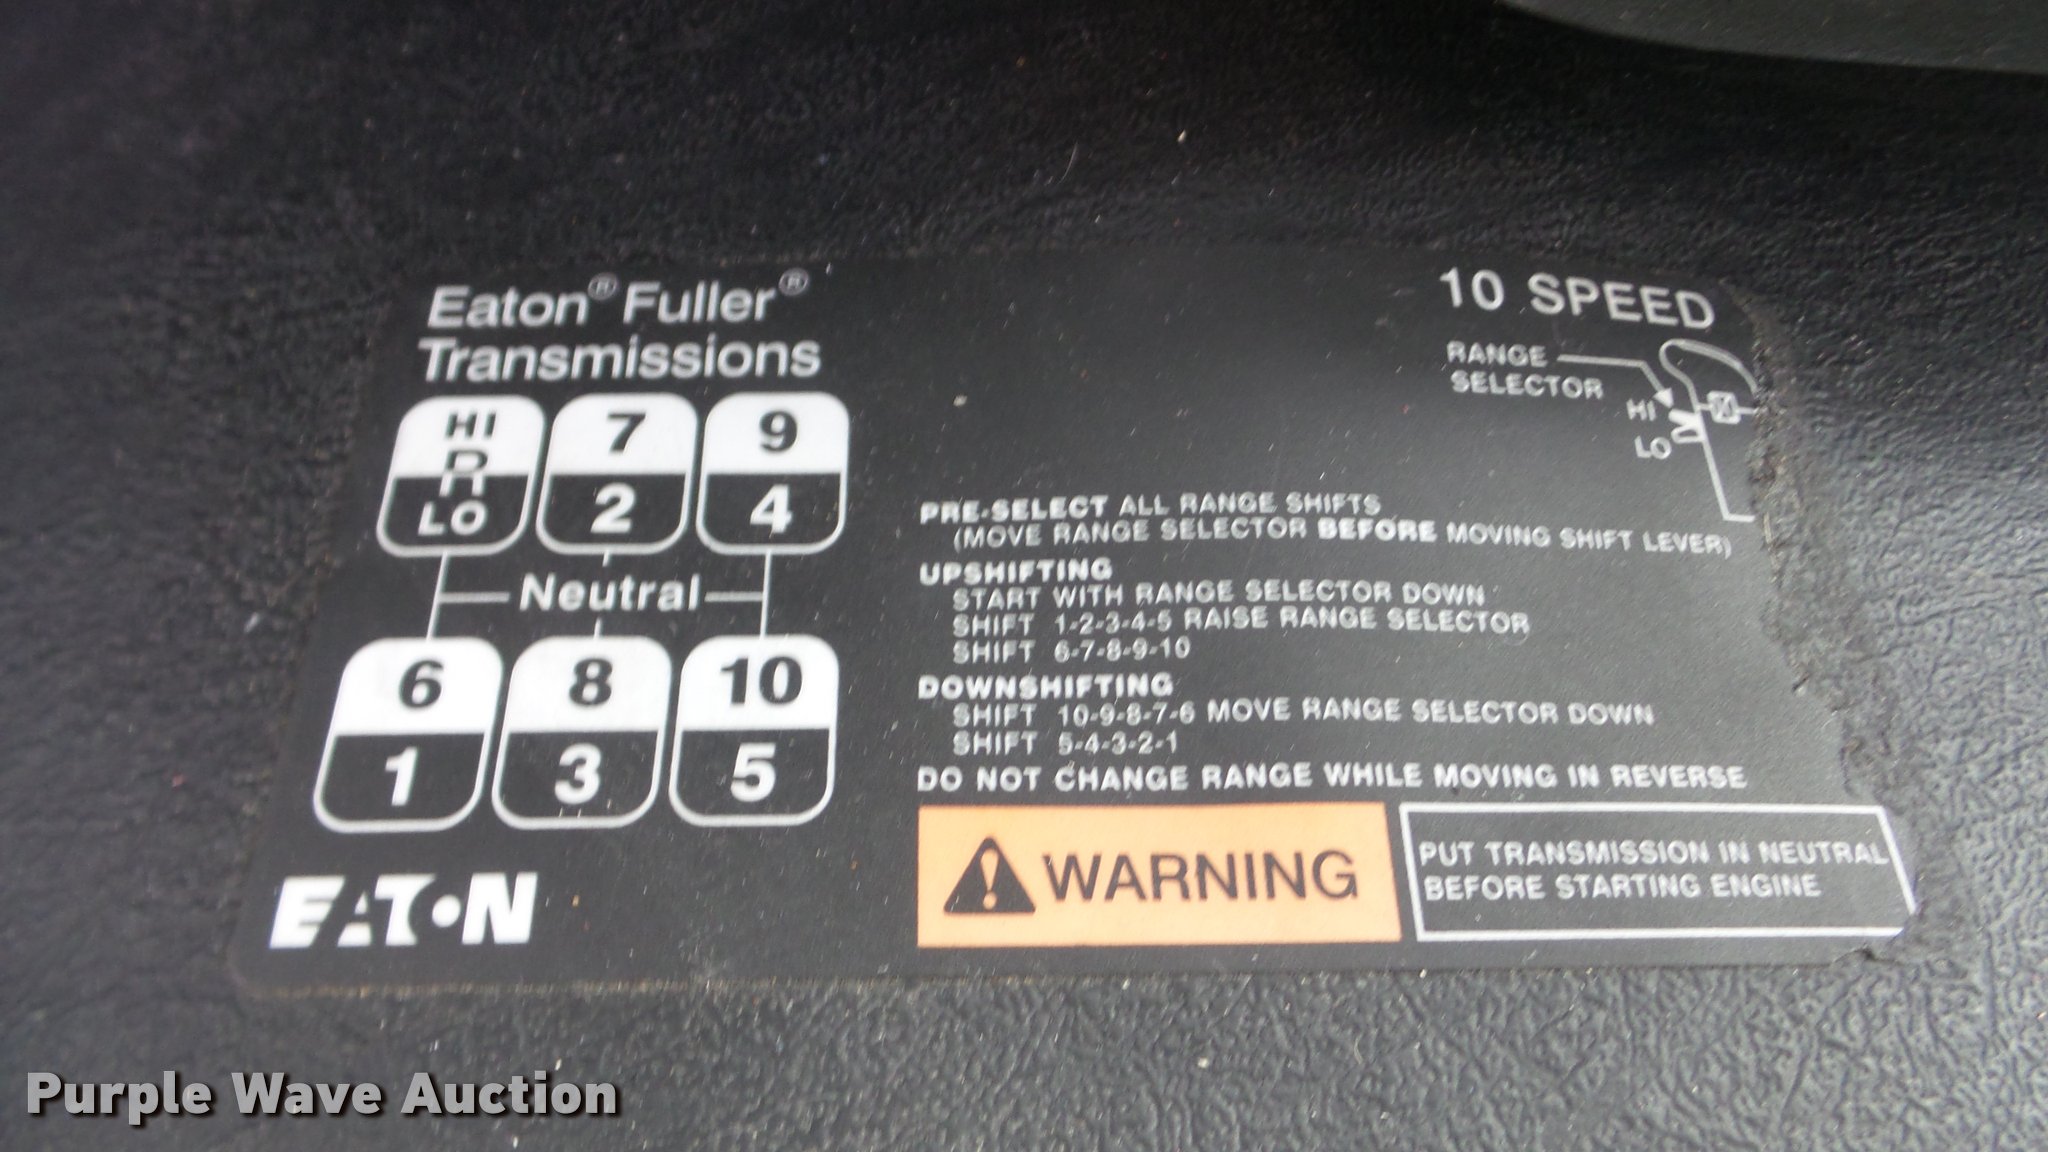 Eaton® Fuller®
Transmissions
10 SPEED
RANGE
SELECTOR
HI
LO
HI 7 9
R
LO 2 4
Neutral
6 8 10
1 3 5
PRE-SELECT ALL RANGE SHIFTS
(MOVE RANGE SELECTOR BEFORE MOVING SHIFT LEVER)
UPSHIFTING
START WITH RANGE SELECTOR DOWN
SHIFT 1-2-3-4-5 RAISE RANGE SELECTOR
SHIFT 6-7-8-9-10
DOWNSHIFTING
SHIFT 10-9-8-7-6 MOVE RANGE SELECTOR DOWN
SHIFT 5-4-3-2-1
DO NOT CHANGE RANGE WHILE MOVING IN REVERSE
WARNING
PUT TRANSMISSION IN NEUTRAL
BEFORE STARTING ENGINE
EATON
Purple Wave Auction